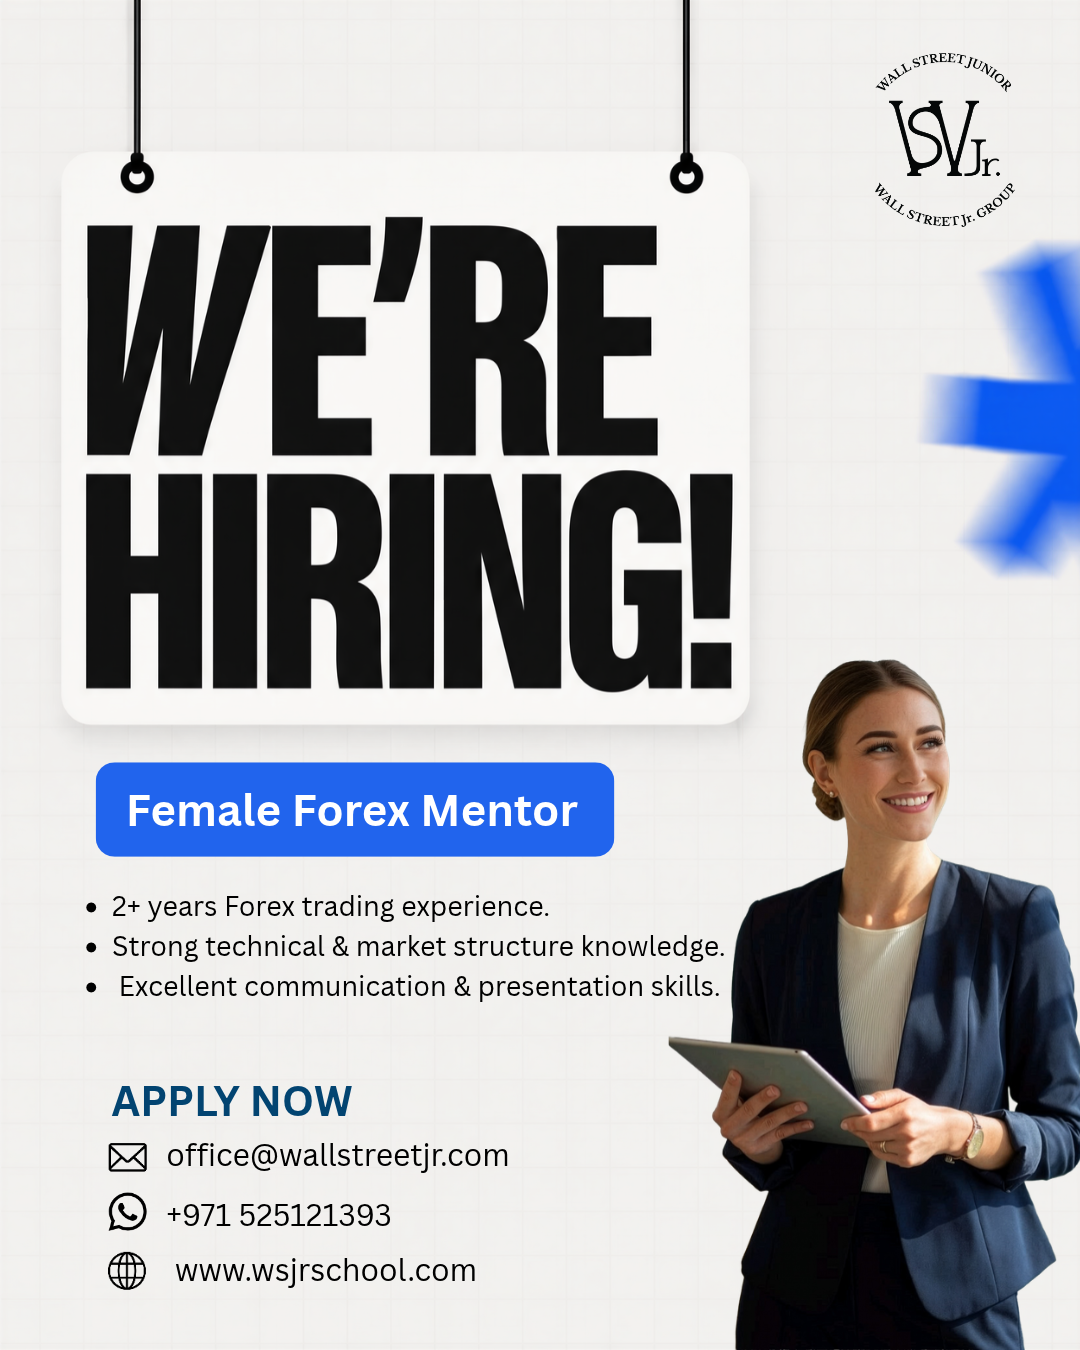 WALL STREET JUNIOR
WSJr.
WALL STREET Jr. GROUP
WE'RE
HIRING!
Female Forex Mentor
• 2+ years Forex trading experience.
• Strong technical & market structure knowledge.
• Excellent communication & presentation skills.
APPLY NOW
office@wallstreetjr.com
+971 525121393
www.wsjrschool.com